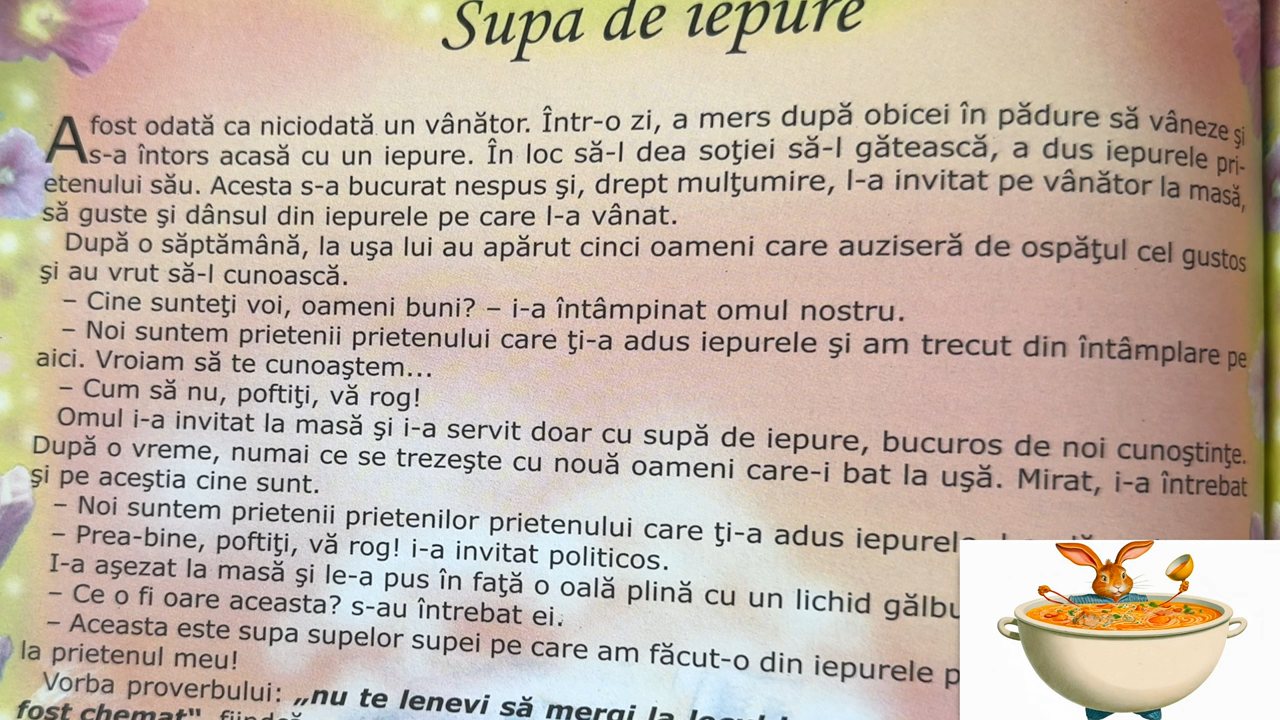 Supa de iepure
A fost odată ca niciodată un vânător. Într-o zi, a mers după obicei în pădure să vâneze şi
s-a întors acasă cu un iepure. În loc să-l dea soţiei să-l gătească, a dus iepurele pri-
etenului său. Acesta s-a bucurat nespus şi, drept mulţumire, l-a invitat pe vânător la masă,
să guste şi dânsul din iepurele pe care l-a vânat.
După o săptămână, la uşa lui au apărut cinci oameni care auziseră de ospăţul cel gustos
şi au vrut să-l cunoască.
– Cine sunteţi voi, oameni buni? – i-a întâmpinat omul nostru.
– Noi suntem prietenii prietenului care ţi-a adus iepurele şi am trecut din întâmplare pe
aici. Vroiam să te cunoaştem...
– Cum să nu, poftiţi, vă rog!
Omul i-a invitat la masă şi i-a servit doar cu supă de iepure, bucuros de noi cunoştinţe.
După o vreme, numai ce se trezeşte cu nouă oameni care-i bat la uşă. Mirat, i-a întrebat
şi pe aceştia cine sunt.
– Noi suntem prietenii prietenilor prietenului care ţi-a adus iepurele
– Prea-bine, poftiţi, vă rog! i-a invitat politicos.
I-a aşezat la masă şi le-a pus în faţă o oală plină cu un lichid gălbu
– Ce o fi oare aceasta? s-au întrebat ei.
– Aceasta este supa supelor supei pe care am făcut-o din iepurele p
la prietenul meu!
Vorba proverbului: „nu te lenevi să mergi la
fost chemat"